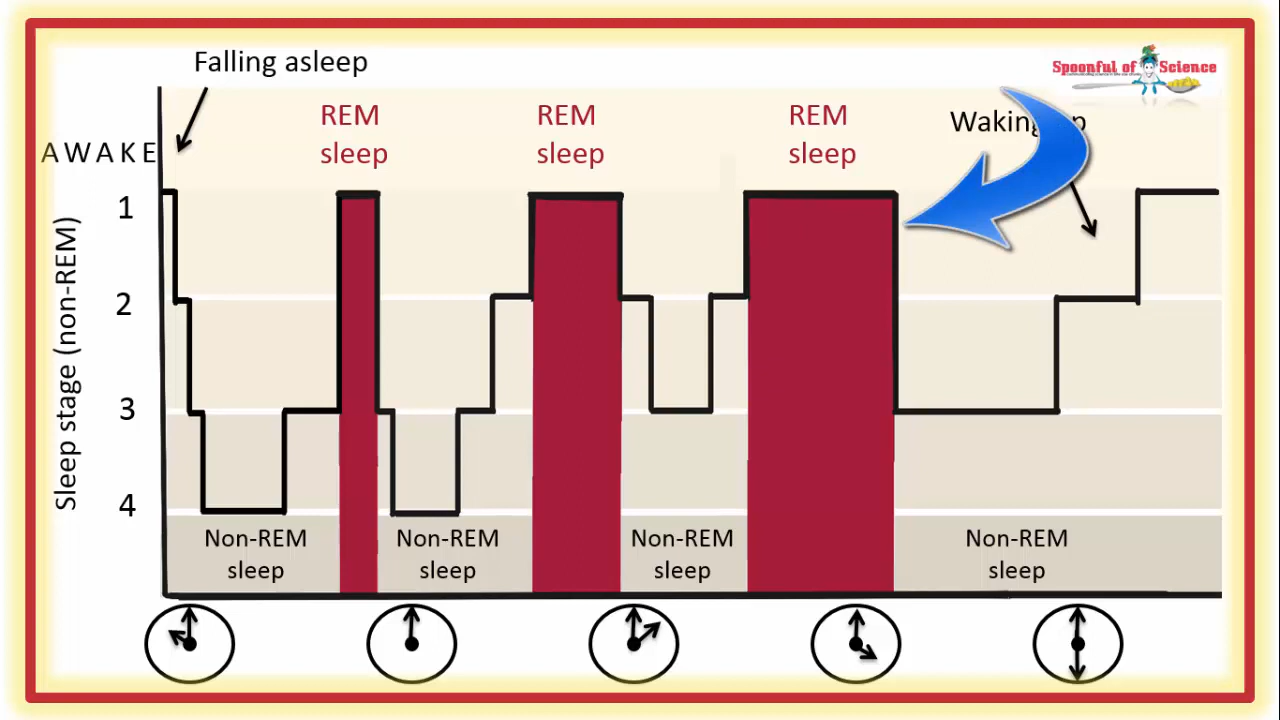 Falling asleep
Spoonful of Science
REM
sleep
REM
sleep
REM
sleep
Waking
AWAKE
1
2
3
4
Sleep stage (non-REM)
Non-REM
sleep
Non-REM
sleep
Non-REM
sleep
Non-REM
sleep